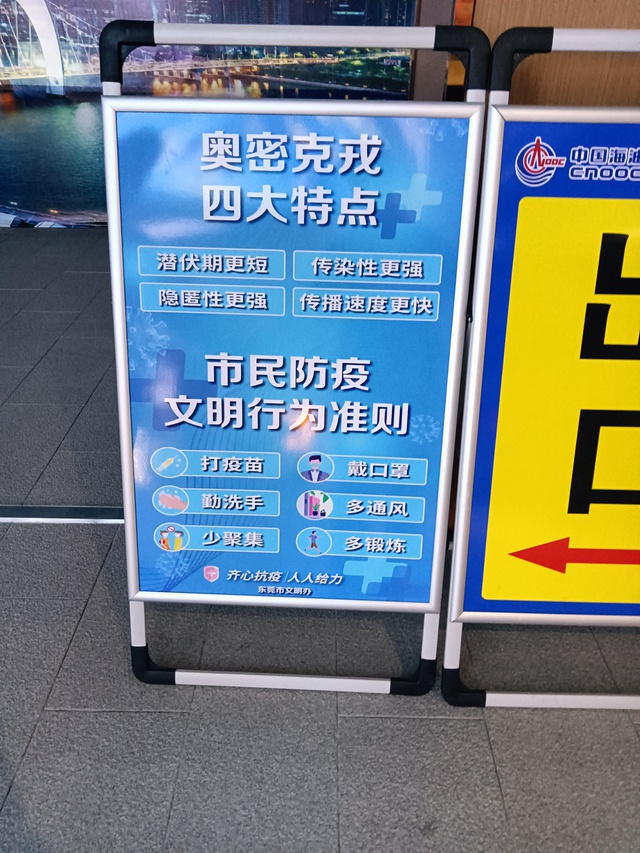 奥密克戎
四大特点
潜伏期更短
传染性更强
隐匿性更强
传播速度更快
市民防疫
文明行为准则
打疫苗
戴口罩
勤洗手
多通风
少聚集
多锻炼
齐心抗疫 人人给力
东莞市文明办
中国海油
CNOOC
出
口